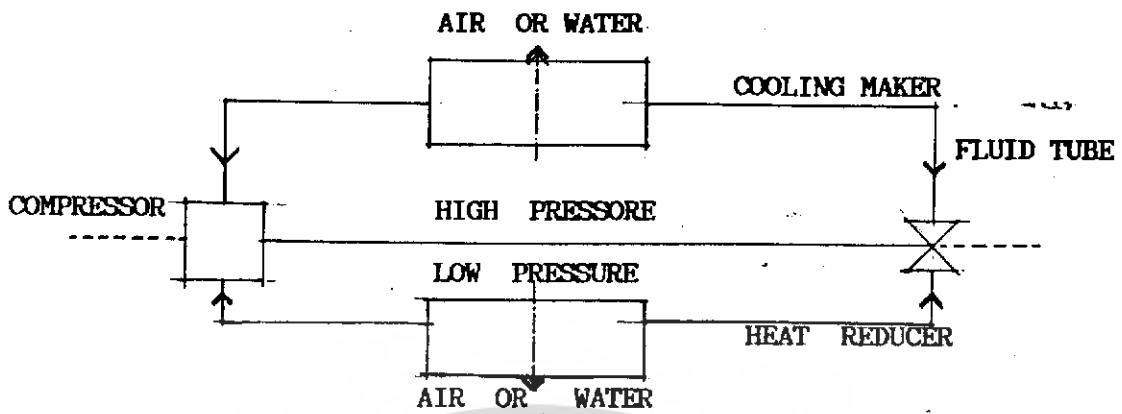 AIR OR WATER
COOLING MAKER
FLUID TUBE
COMPRESSOR
HIGH PRESSORE
LOW PRESSURE
HEAT REDUCER
AIR OR WATER